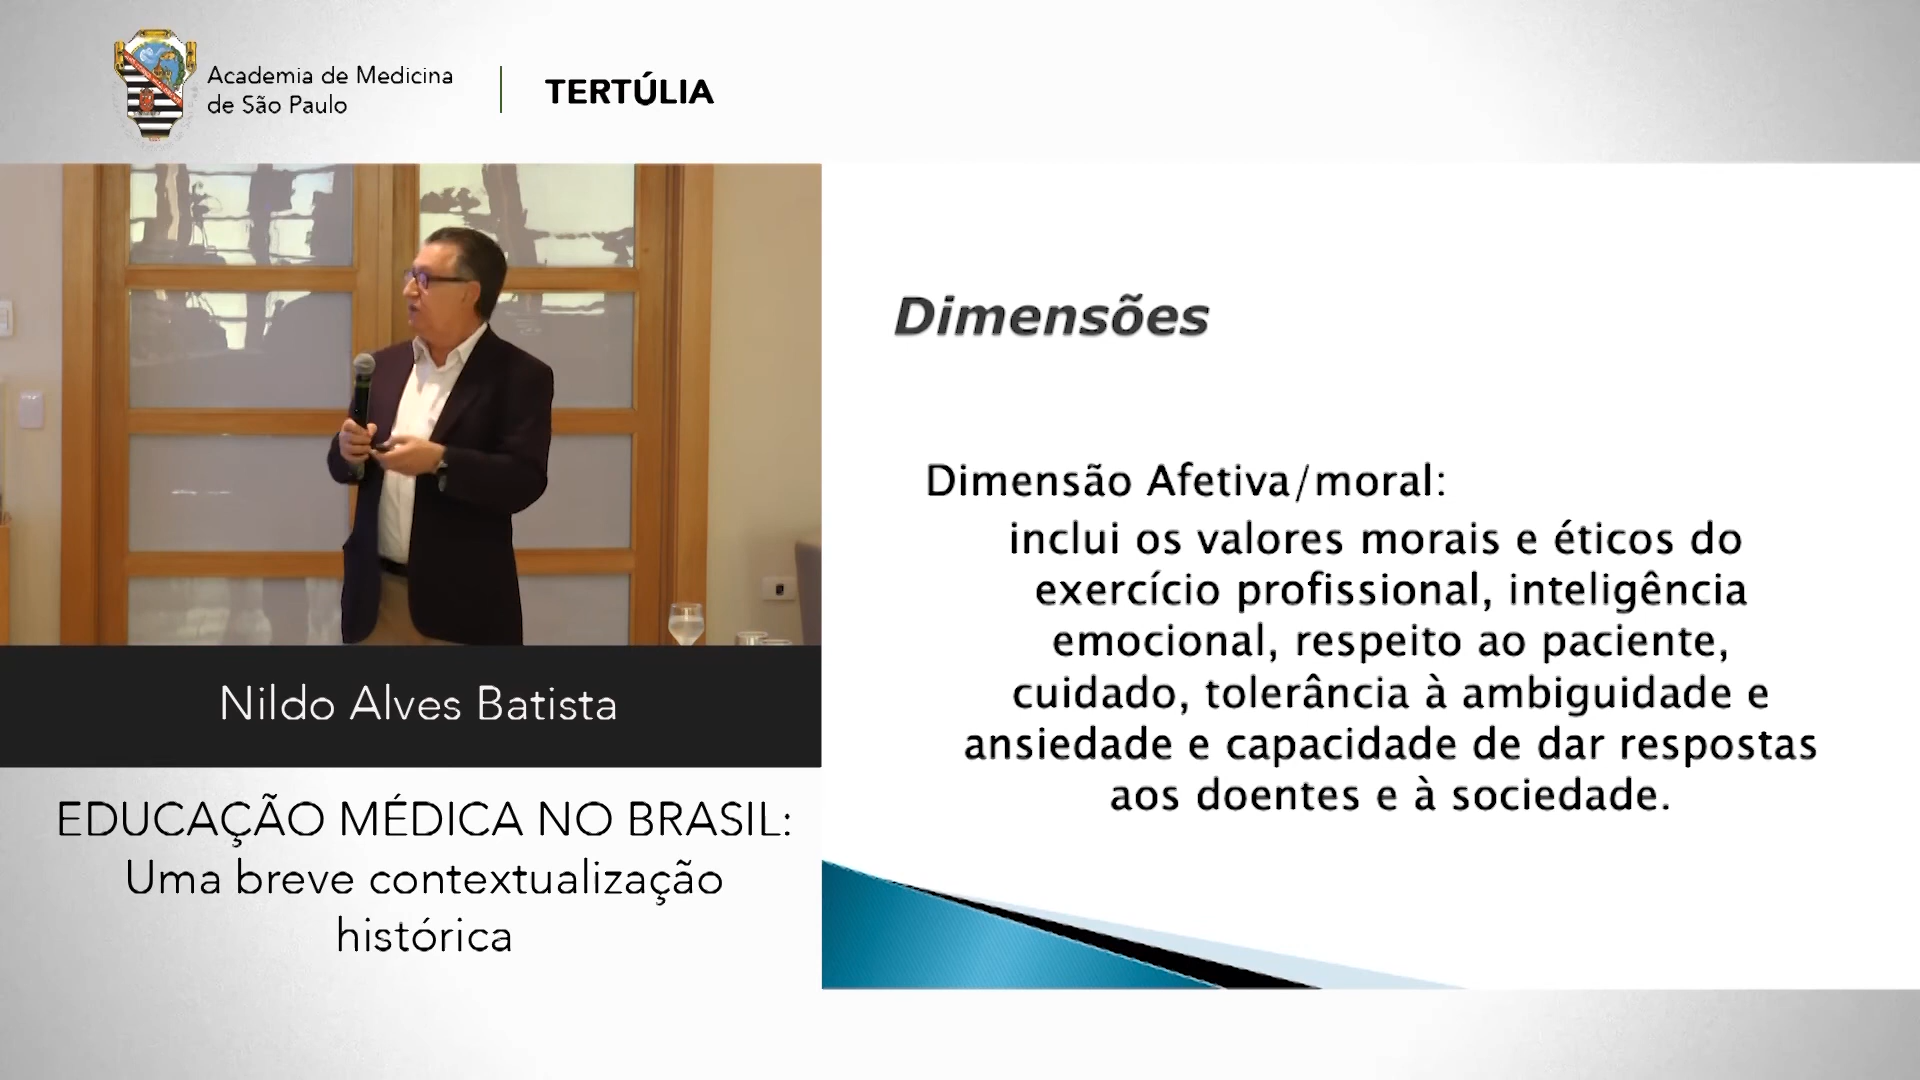 Academia de Medicina
de São Paulo
TERTÚLIA
Dimensões
Dimensão Afetiva/moral:
inclui os valores morais e éticos do
exercício profissional, inteligência
emocional, respeito ao paciente,
cuidado, tolerância à ambiguidade e
ansiedade e capacidade de dar respostas
aos doentes e à sociedade.
Nildo Alves Batista
EDUCAÇÃO MÉDICA NO BRASIL:
Uma breve contextualização
histórica